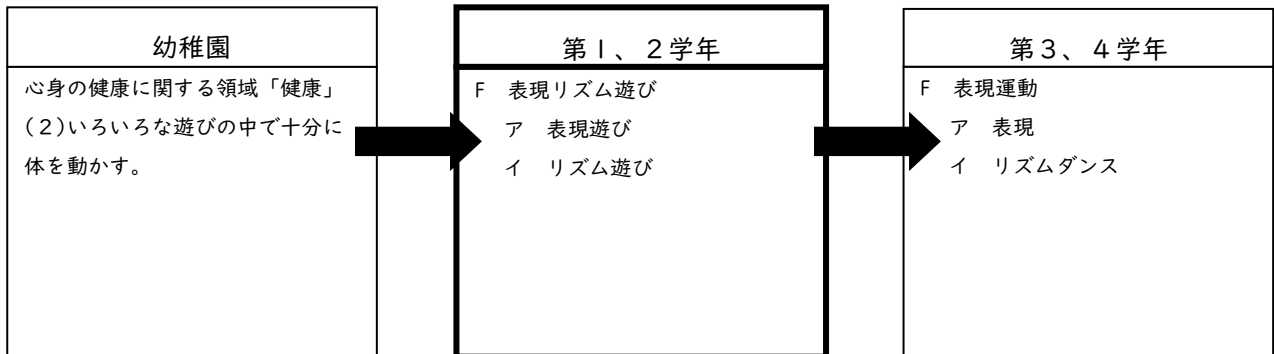 幼稚園
心身の健康に関する領域「健康」
(2)いろいろな遊びの中で十分に
体を動かす。
第1、2学年
F 表現リズム遊び
ア 表現遊び
イ リズム遊び
第3、4学年
F 表現運動
ア 表現
イ リズムダンス